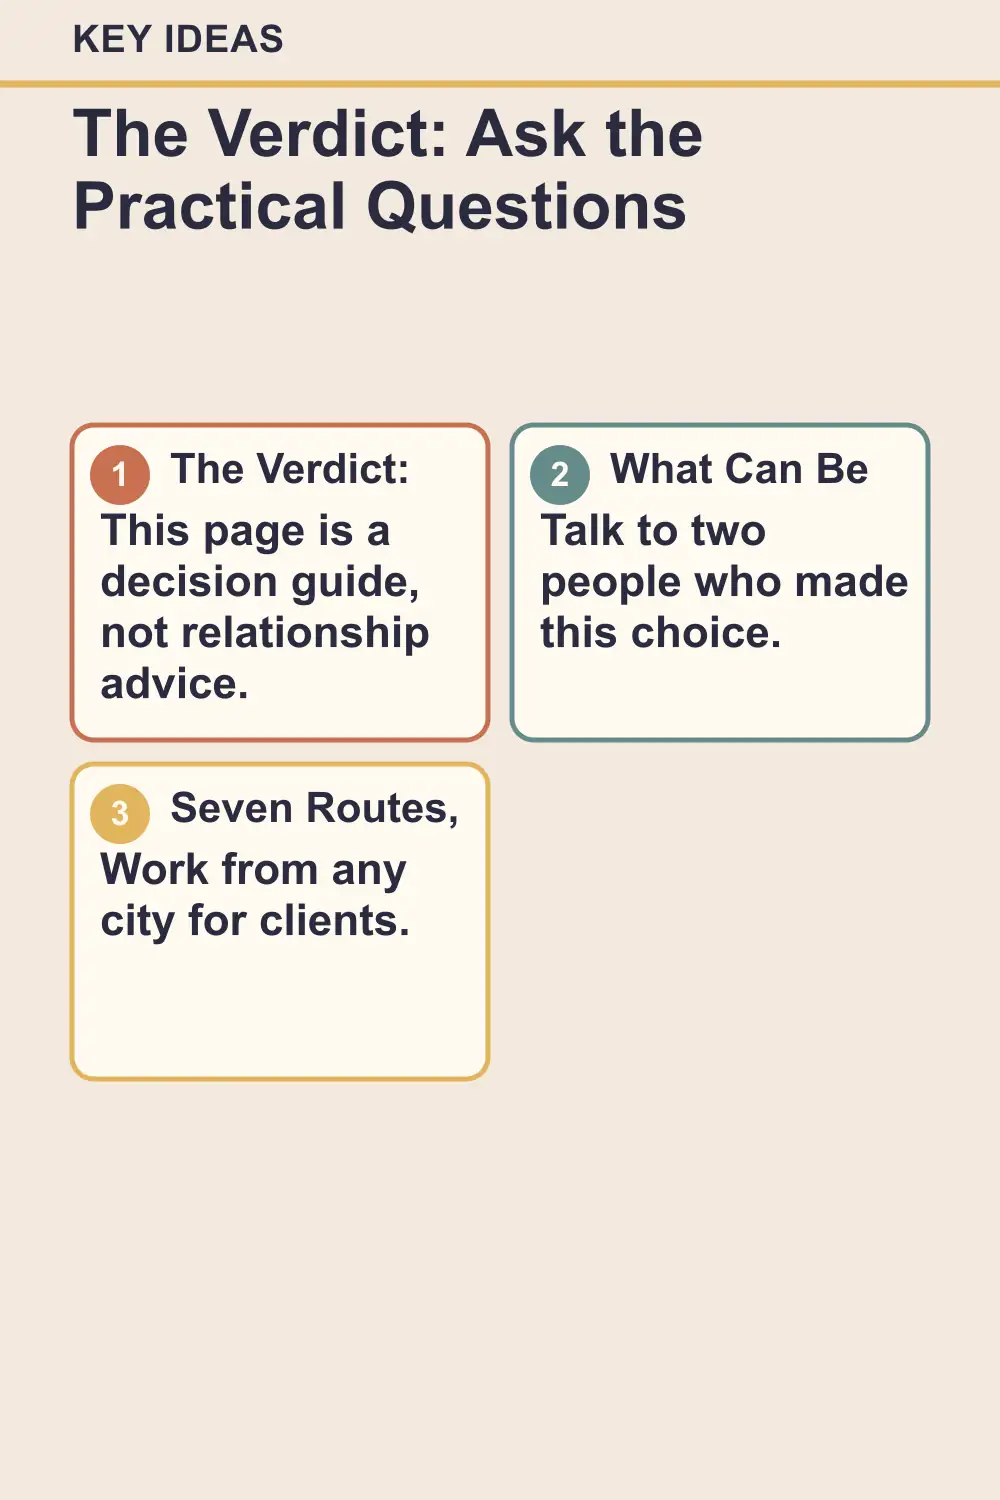 KEY IDEAS
The Verdict: Ask the
Practical Questions
1 The Verdict:
This page is a
decision guide,
not relationship
advice.
2 What Can Be
Talk to two
people who made
this choice.
3 Seven Routes,
Work from any
city for clients.